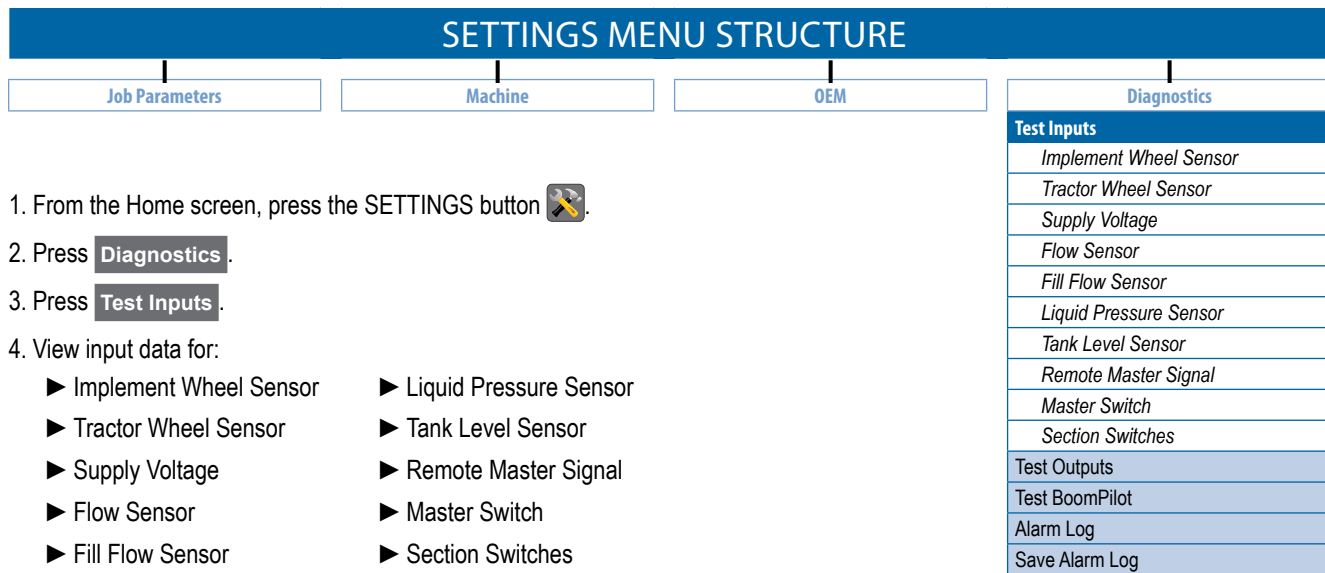 SETTINGS MENU STRUCTURE
Job Parameters
Machine
OEM
Diagnostics
Test Inputs
Implement Wheel Sensor
Tractor Wheel Sensor
Supply Voltage
Flow Sensor
Fill Flow Sensor
Liquid Pressure Sensor
Tank Level Sensor
Remote Master Signal
Master Switch
Section Switches
Test Outputs
Test BoomPilot
Alarm Log
Save Alarm Log
1. From the Home screen, press the SETTINGS button .
2. Press Diagnostics .
3. Press Test Inputs .
4. View input data for:
► Implement Wheel Sensor
► Tractor Wheel Sensor
► Supply Voltage
► Flow Sensor
► Fill Flow Sensor
► Liquid Pressure Sensor
► Tank Level Sensor
► Remote Master Signal
► Master Switch
► Section Switches